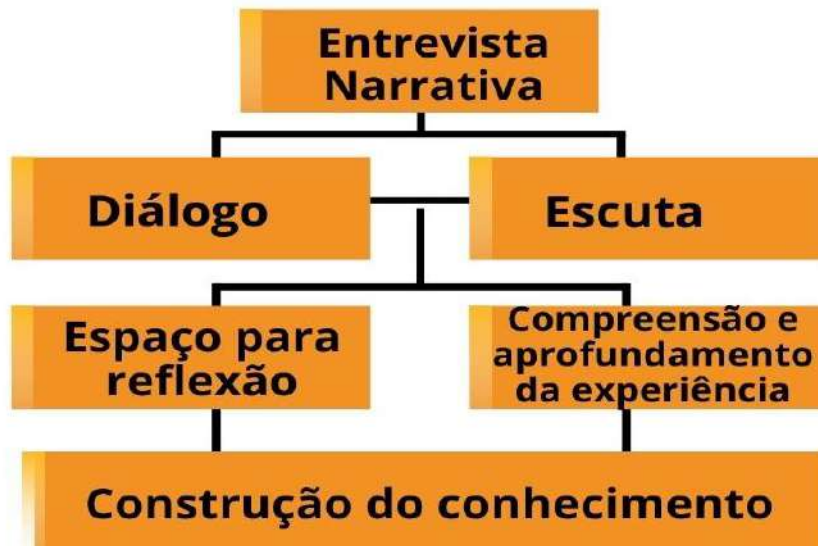 Entrevista
Narrativa
Diálogo
Escuta
Espaço para
reflexão
Compreensão e
aprofundamento
da experiência
Construção do conhecimento